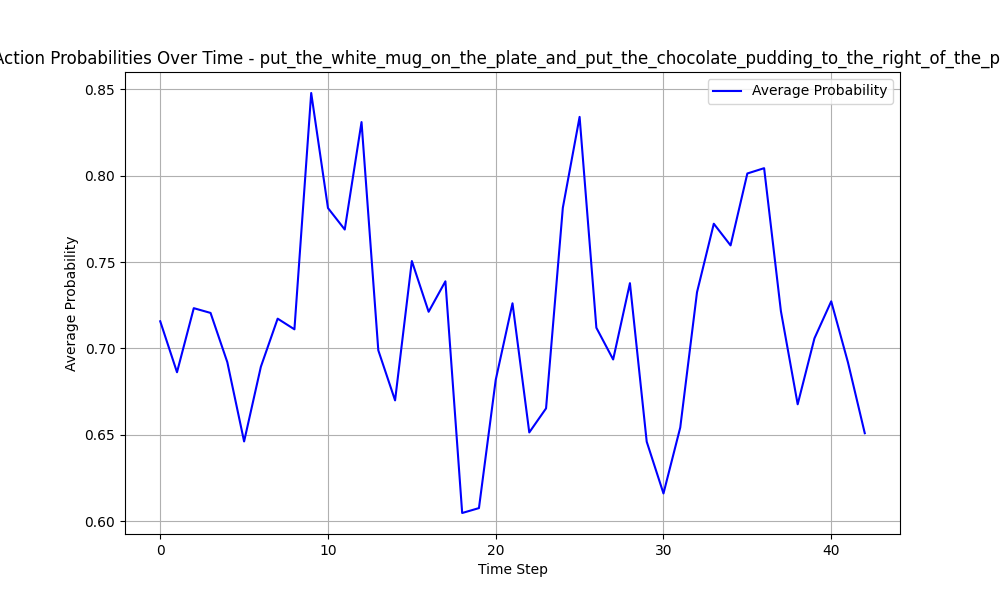 Action Probabilities Over Time - put_the_white_mug_on_the_plate_and_put_the_chocolate_pudding_to_the_right_of_the_p
Average Probability
0.85
0.80
0.75
0.70
0.65
0.60
Average Probability
0
10
20
30
40
Time Step